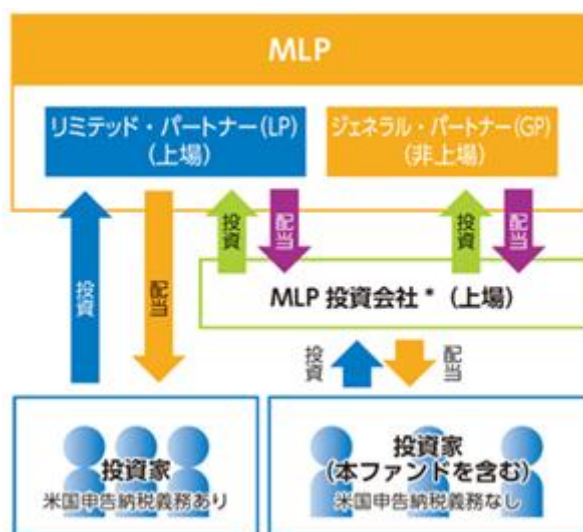 MLP
リミテッド・パートナー(LP)
(上場)
ジェネラル・パートナー(GP)
(非上場)
投資
配当
投資
配当
投資
配当
MLP 投資会社*(上場)
投資
配当
投資家
米国申告納税義務あり
投資家
(本ファンドを含む)
米国申告納税義務なし